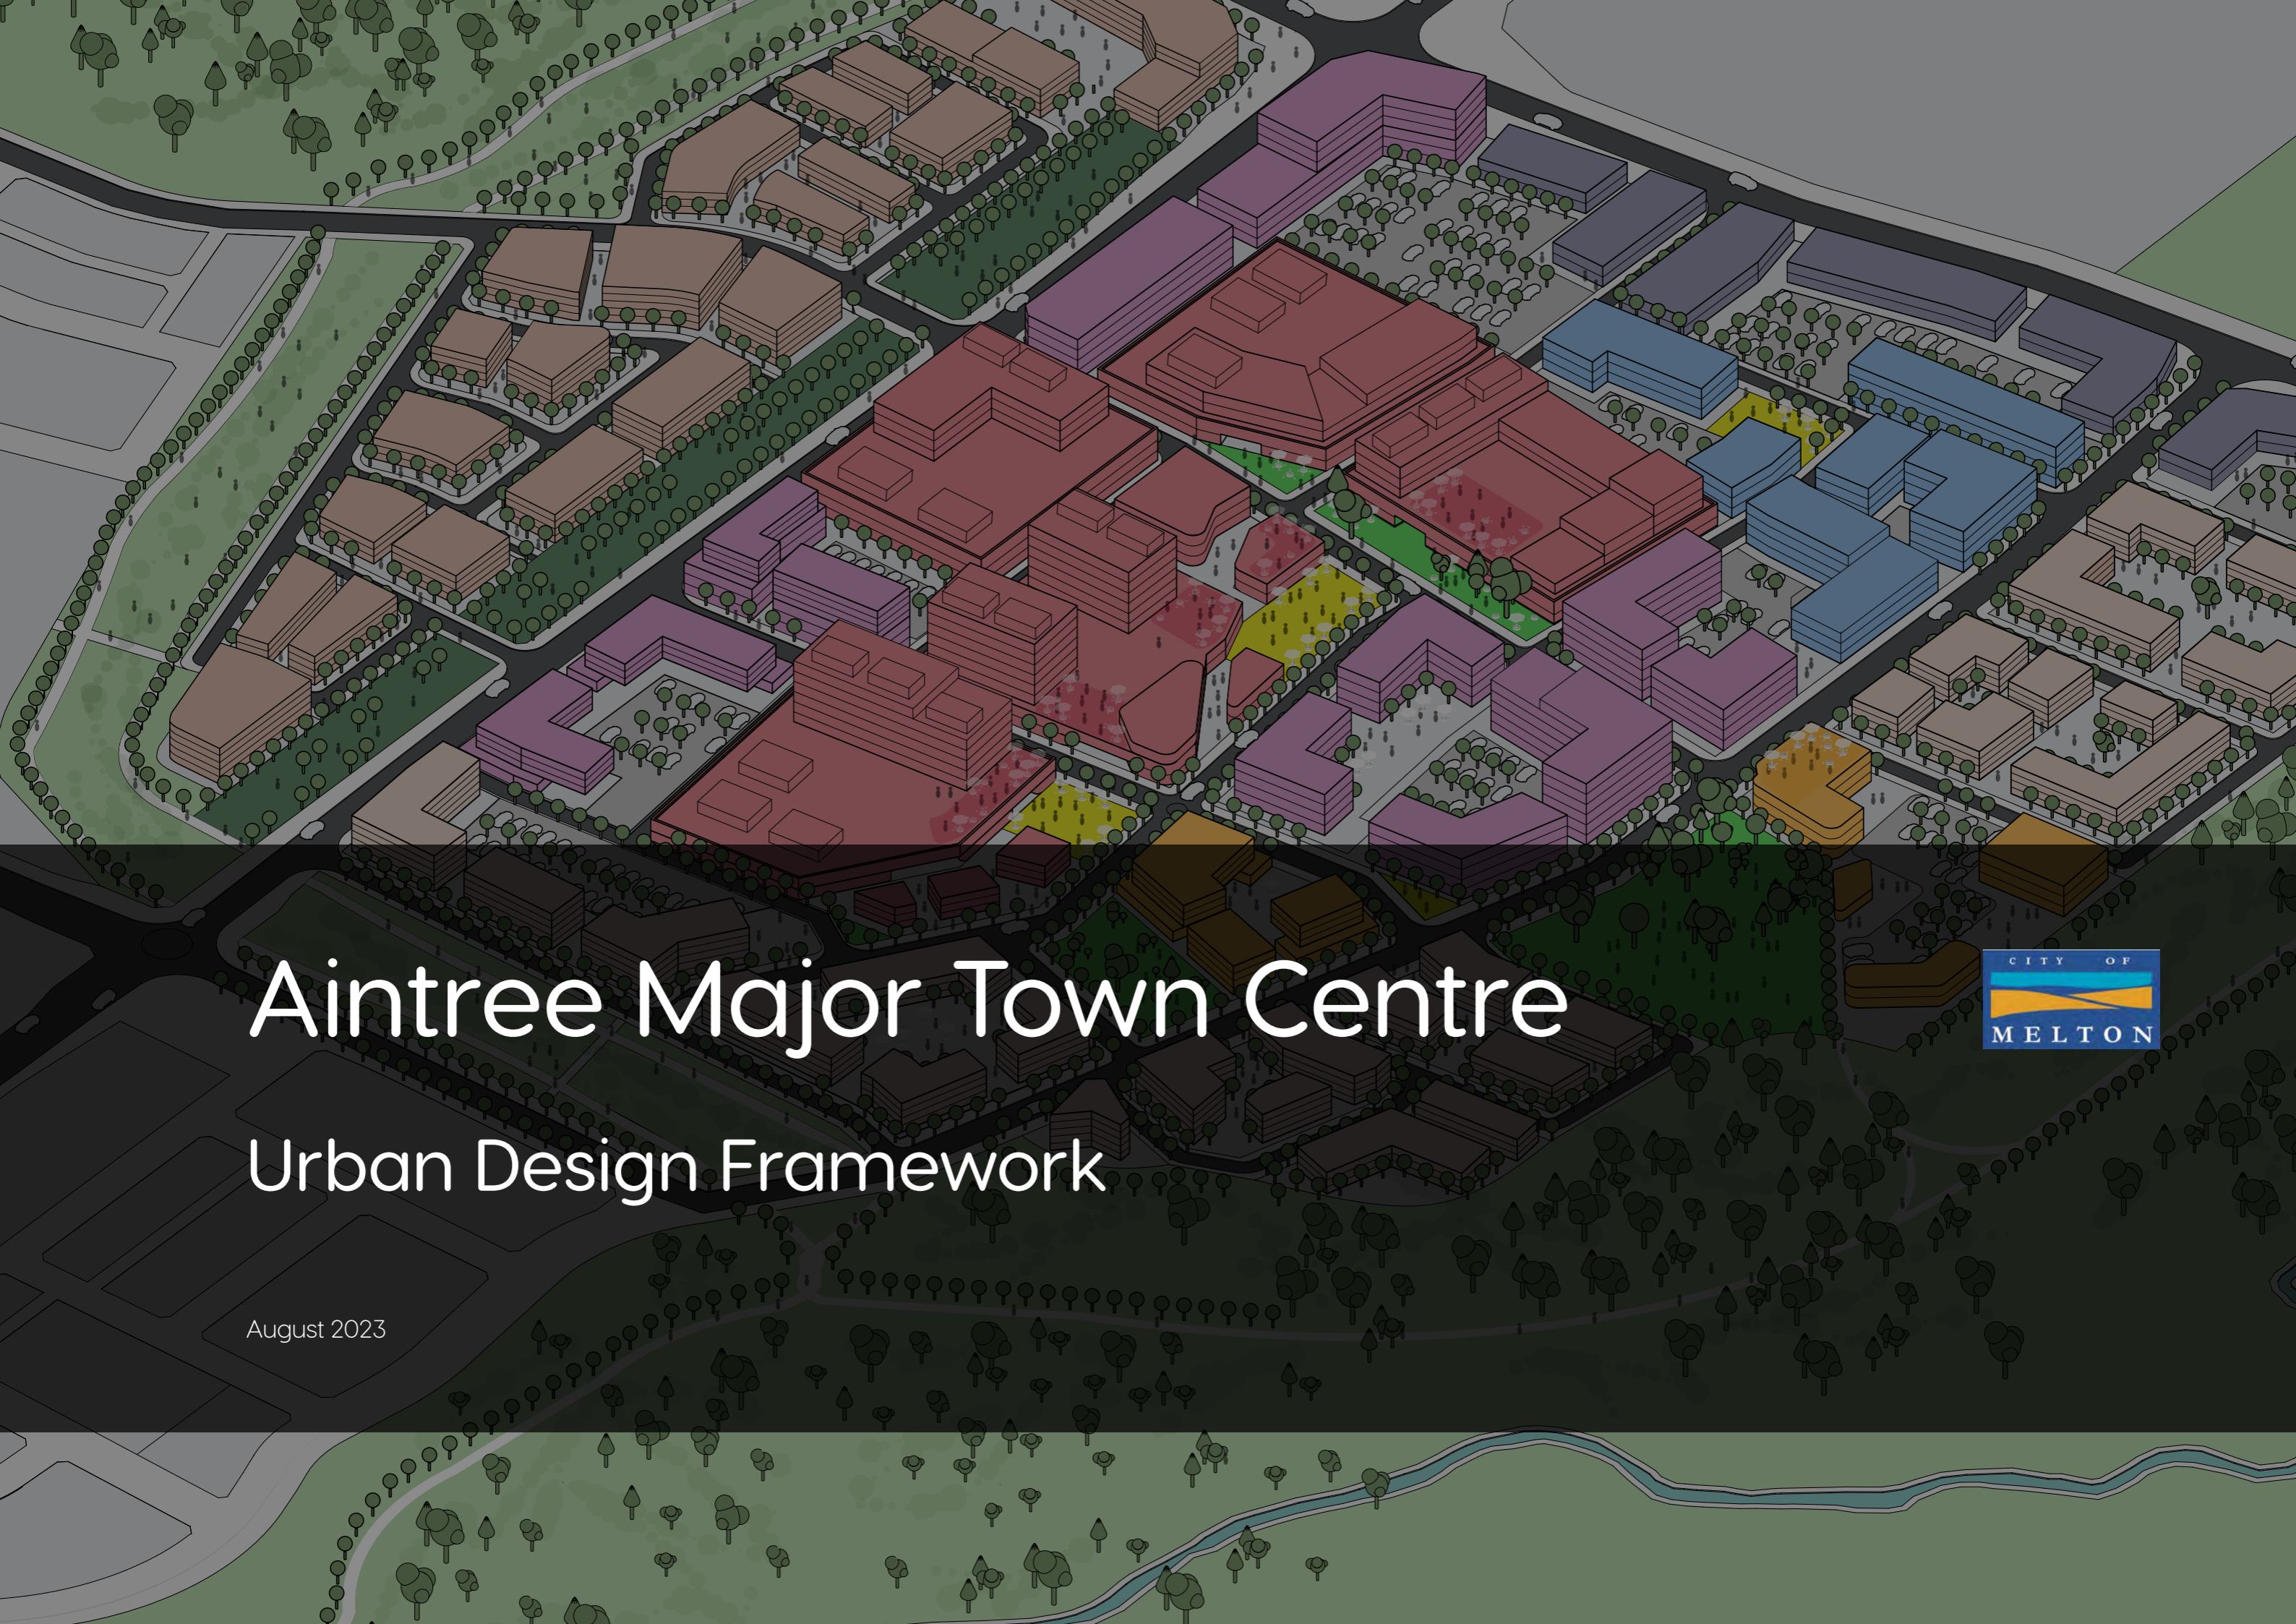 Aintree Major Town Centre
CITY OF
MELTON
Urban Design Framework
August 2023